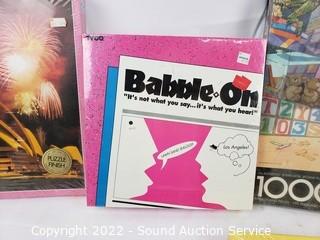 Babble-On
"It's not what you say...it's what you hear!"
Los Angeles!
PUZZLE
FINISH
1000
Copyright 2022 - Sound Auction Service